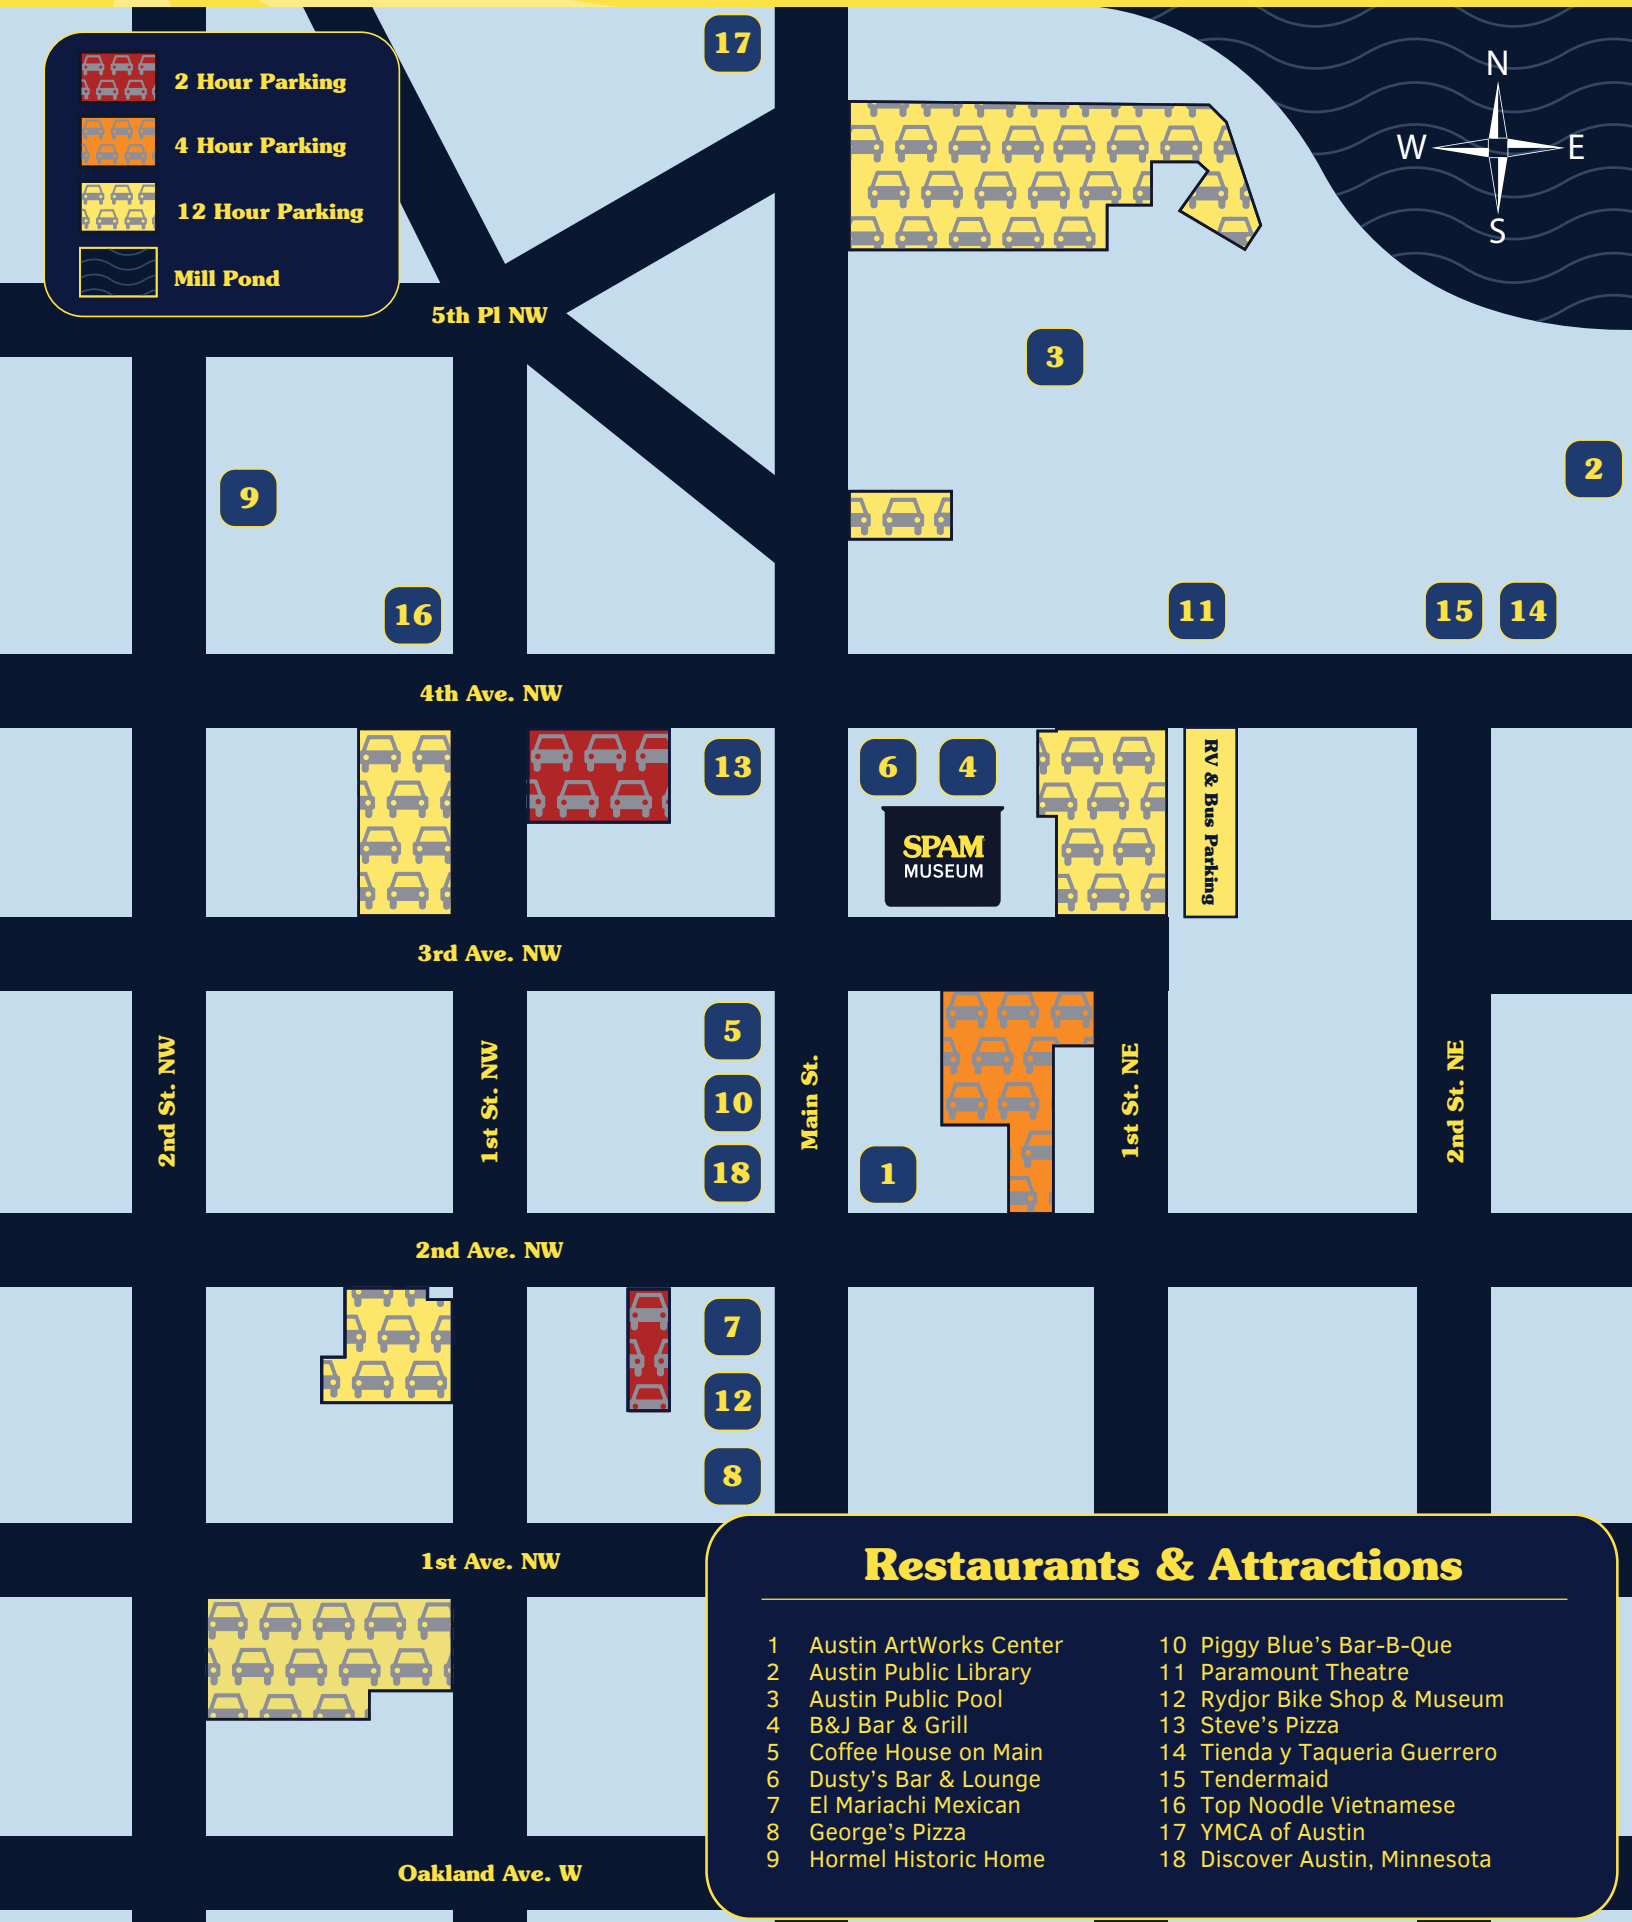 17
2 Hour Parking
4 Hour Parking
12 Hour Parking
Mill Pond
N
W
E
S
5th Pl NW
3
2
9
16
11
15
14
4th Ave. NW
13
6
4
SPAM
MUSEUM
RV & Bus Parking
3rd Ave. NW
5
10
18
1
2nd St. NW
1st St. NW
Main St.
1st St. NE
2nd St. NE
2nd Ave. NW
7
12
8
1st Ave. NW
Oakland Ave. W
Restaurants & Attractions
1 Austin ArtWorks Center
2 Austin Public Library
3 Austin Public Pool
4 B&J Bar & Grill
5 Coffee House on Main
6 Dusty’s Bar & Lounge
7 El Mariachi Mexican
8 George’s Pizza
9 Hormel Historic Home
10 Piggy Blue’s Bar-B-Que
11 Paramount Theatre
12 Rydjor Bike Shop & Museum
13 Steve’s Pizza
14 Tienda y Taqueria Guerrero
15 Tendermaid
16 Top Noodle Vietnamese
17 YMCA of Austin
18 Discover Austin, Minnesota